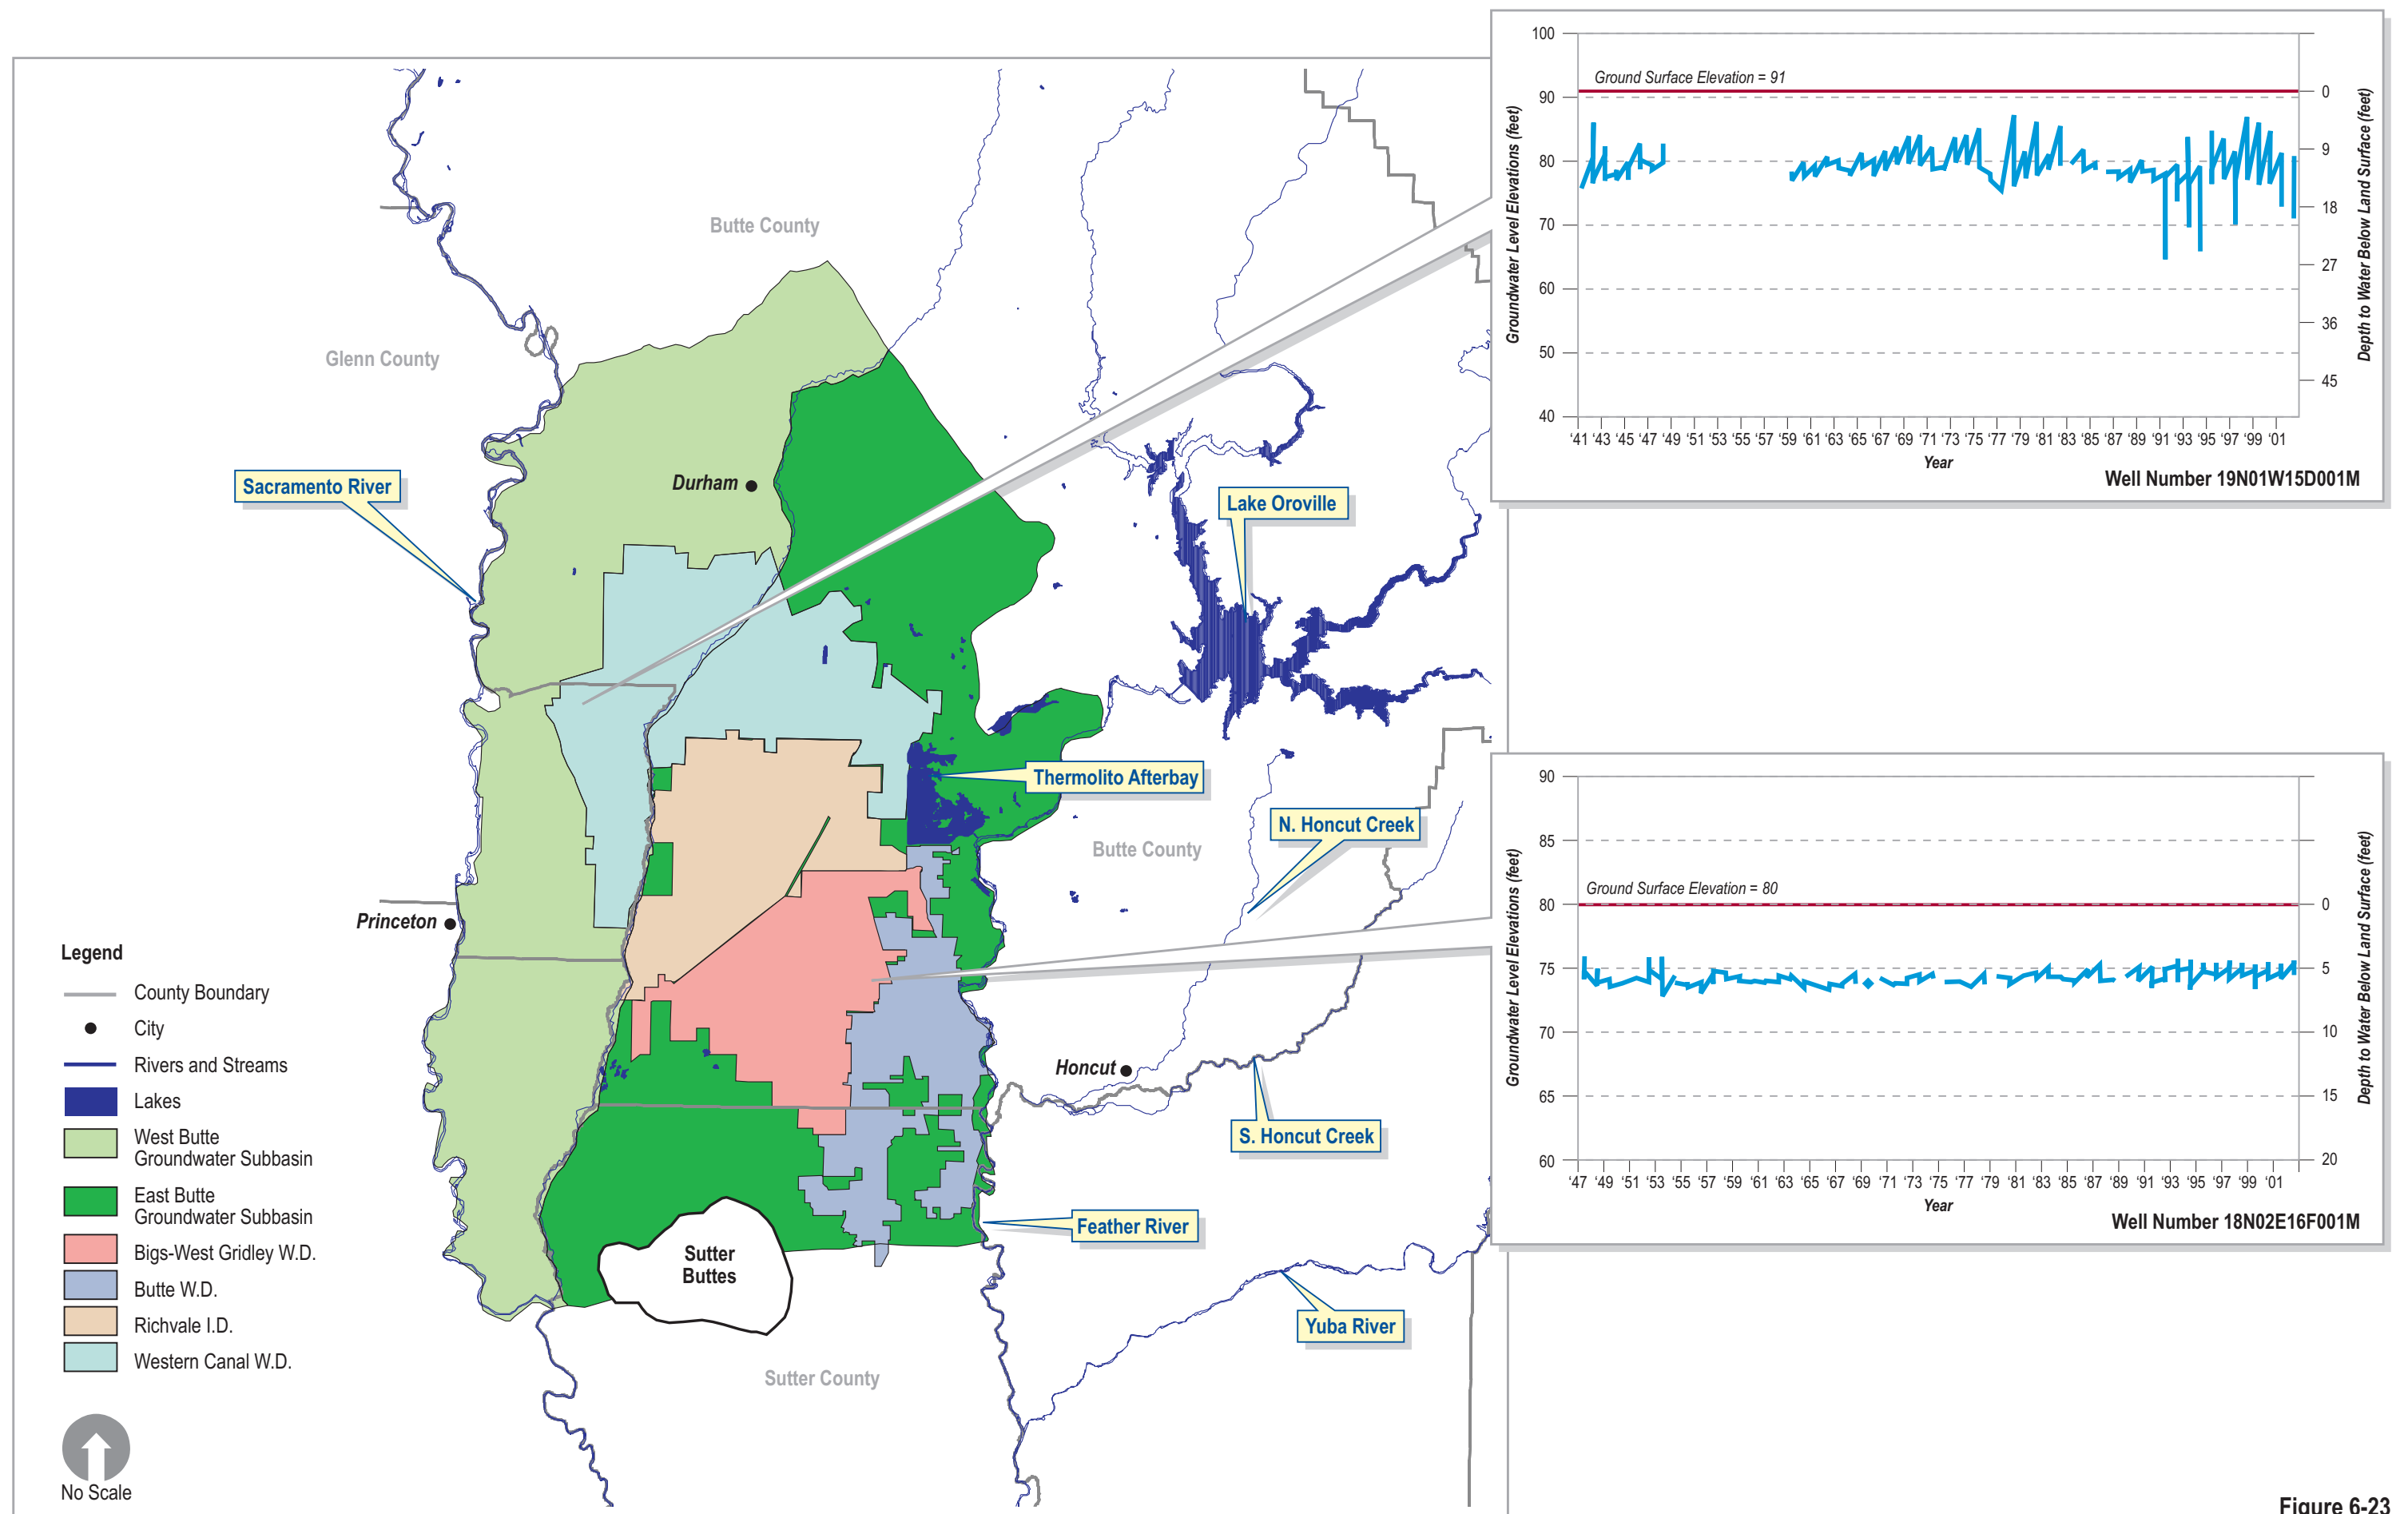 Butte County
Glenn County
Durham
Sacramento River
Lake Oroville
Thermolito Afterbay
N. Honcut Creek
Butte County
Princeton
Honcut
S. Honcut Creek
Feather River
Sutter
Buttes
Yuba River
Sutter County
Legend
County Boundary
City
Rivers and Streams
Lakes
West Butte
Groundwater Subbasin
East Butte
Groundwater Subbasin
Bigs-West Gridley W.D.
Butte W.D.
Richvale I.D.
Western Canal W.D.
No Scale
Groundwater Level Elevations (feet)
100
90
80
70
60
50
40
Ground Surface Elevation = 91
0
9
18
27
36
45
Depth to Water Below Land Surface (feet)
'41 '43 '45 '47 '49 '51 '53 '55 '57 '59 '61 '63 '65 '67 '69 '71 '73 '75 '77 '79 '81 '83 '85 '87 '89 '91 '93 '95 '97 '99 '01
Year
Well Number 19N01W15D001M
Groundwater Level Elevations (feet)
90
85
80
75
70
65
60
Ground Surface Elevation = 80
0
5
10
15
20
Depth to Water Below Land Surface (feet)
'47 '49 '51 '53 '55 '57 '59 '61 '63 '65 '67 '69 '71 '73 '75 '77 '79 '81 '83 '85 '87 '89 '91 '93 '95 '97 '99 '01
Year
Well Number 18N02E16F001M
Figure 6-23